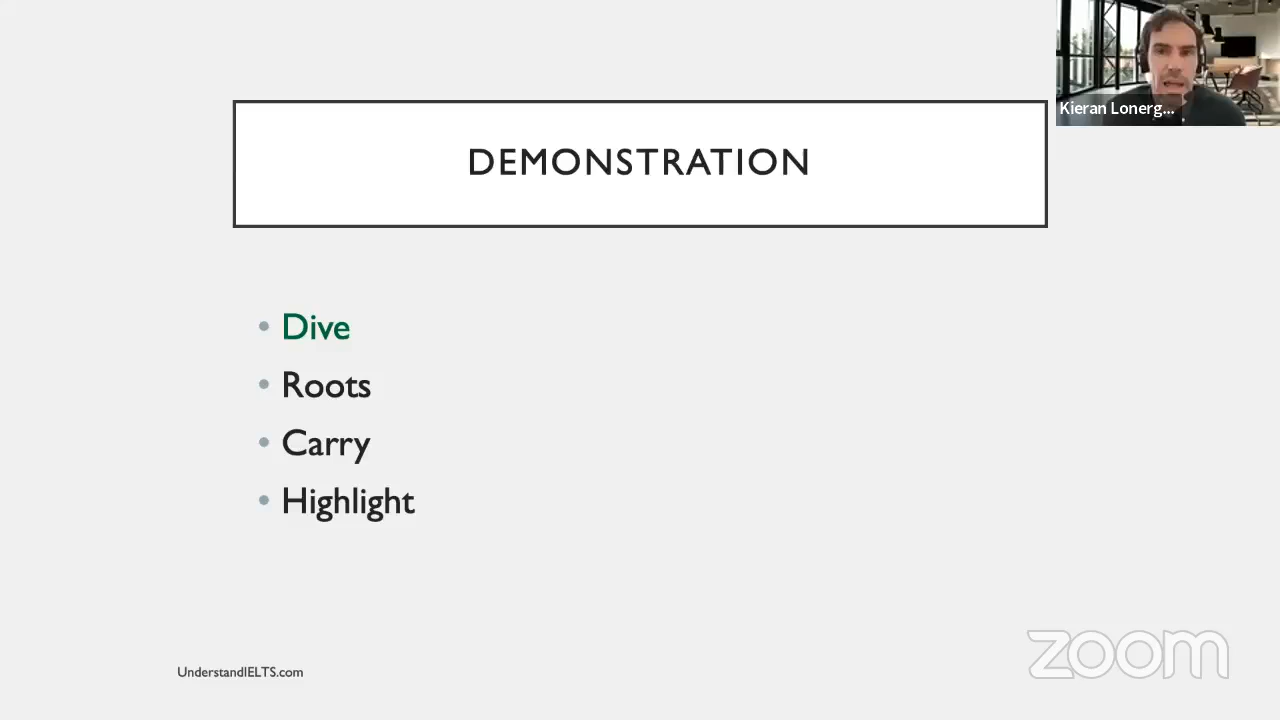 Kieran Lonerg...
DEMONSTRATION
• Dive
• Roots
• Carry
• Highlight
UnderstandIELTS.com
zoom